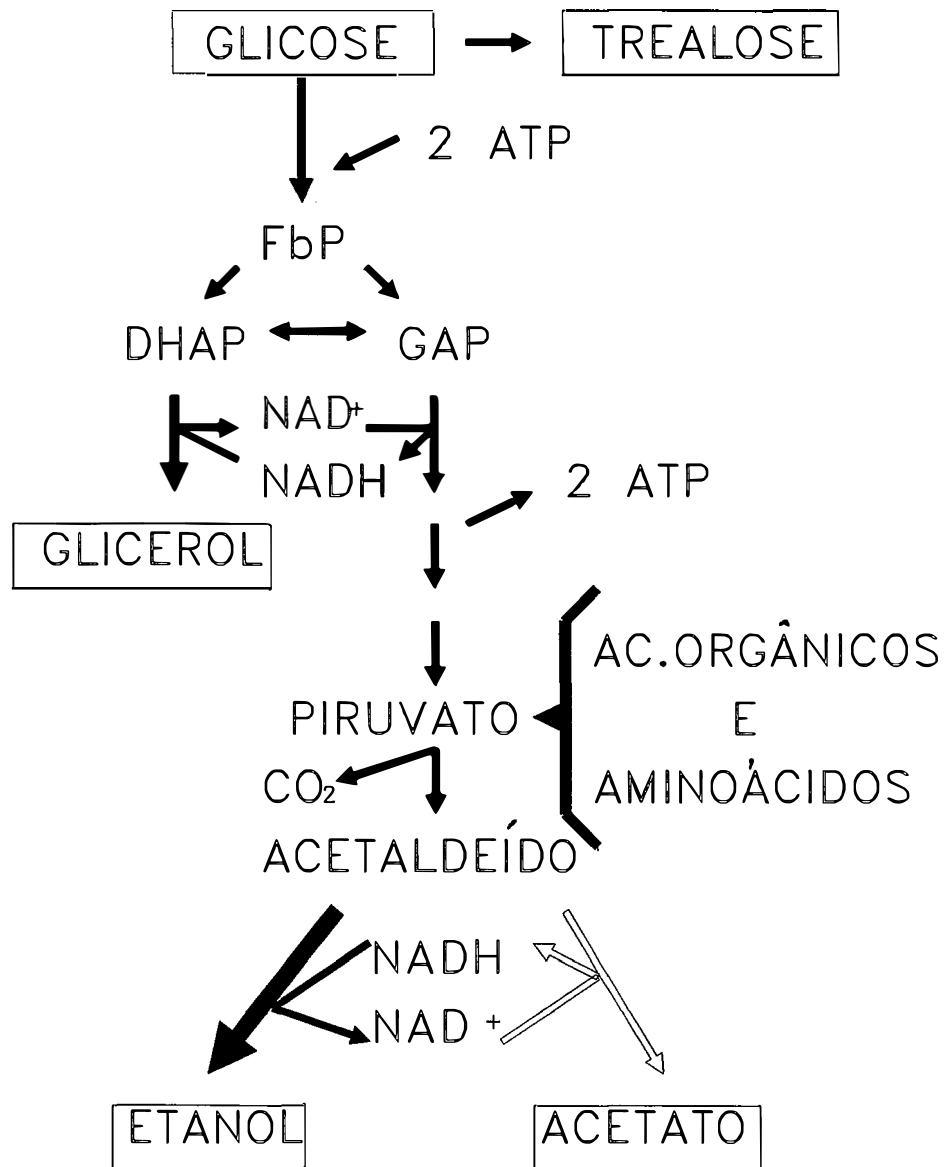 GLICOSE TREALOSE
2 ATP
FbP
DHAP GAP
NAD+
NADH 2 ATP
GLICEROL
AC.ORGÂNICOS
PIRUVATO E
CO₂ AMINOÁCIDOS
ACETALDEÍDO
NADH
NAD +
ETANOL ACETATO